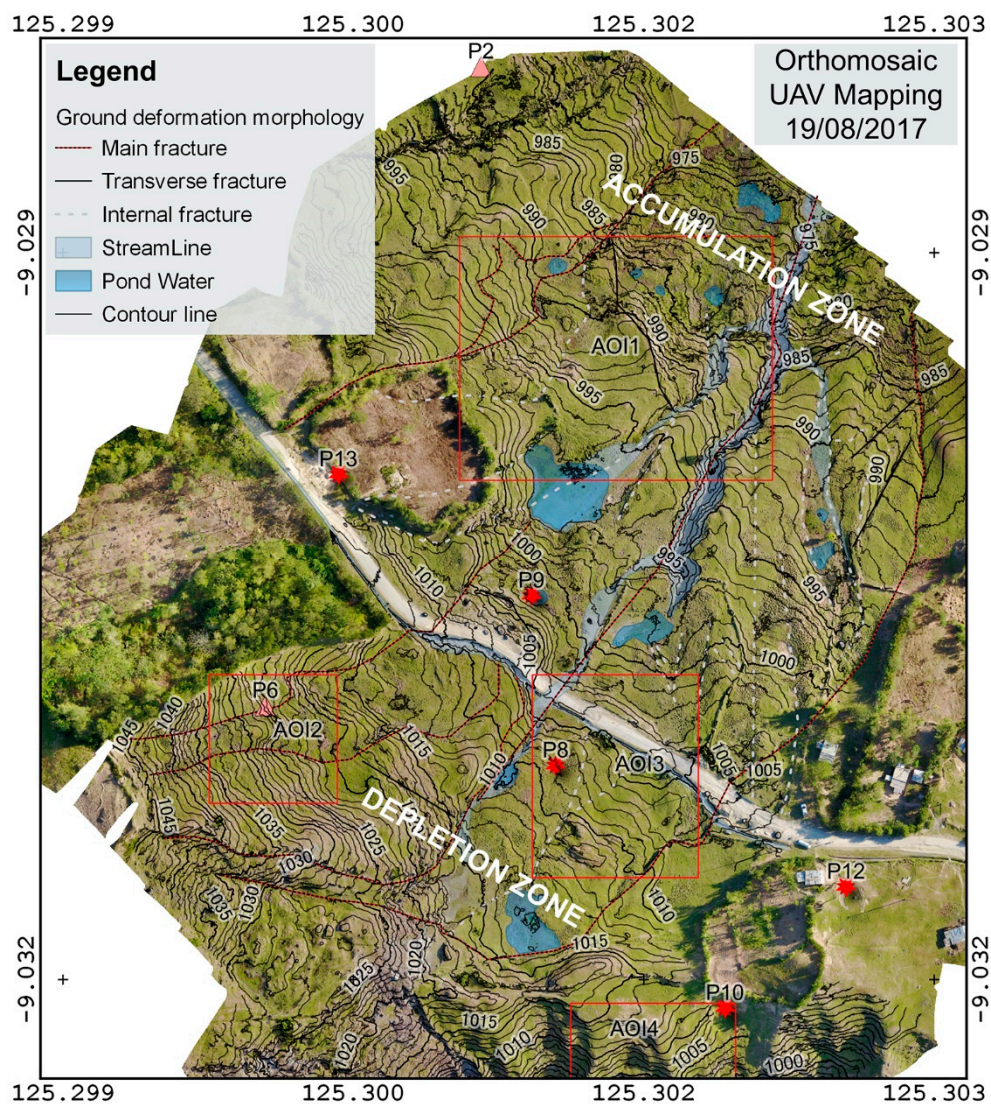 125.299 125.300 125.302 125.303
Legend
Ground deformation morphology
Main fracture
Transverse fracture
Internal fracture
StreamLine
Pond Water
Contour line
Orthomosaic
UAV Mapping
19/08/2017
P2
985
995
980
975
990
985
ACCUMULATION ZONE
975
-9.029
-9.029
990
AOI1
985
985
995
990
990
P13
1000
995
995
P9
1010
1005
1000
P6
1040
1045
AOI2
1015
1010
P8
AOI3
1005
1005
DEPLETION ZONE
1045
1035
1025
1030
1030
1035
P12
1010
1015
1020
-9.032
-9.032
1025
P10
1015
1010
AOI4
1005
1000
1020
125.299 125.300 125.302 125.303